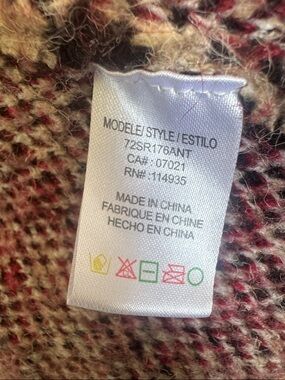 MODELE/ STYLE / ESTILO
72SR176ANT
CA# : 07021
RN# :114935
MADE IN CHINA
FABRIQUE EN CHINE
HECHO EN CHINA